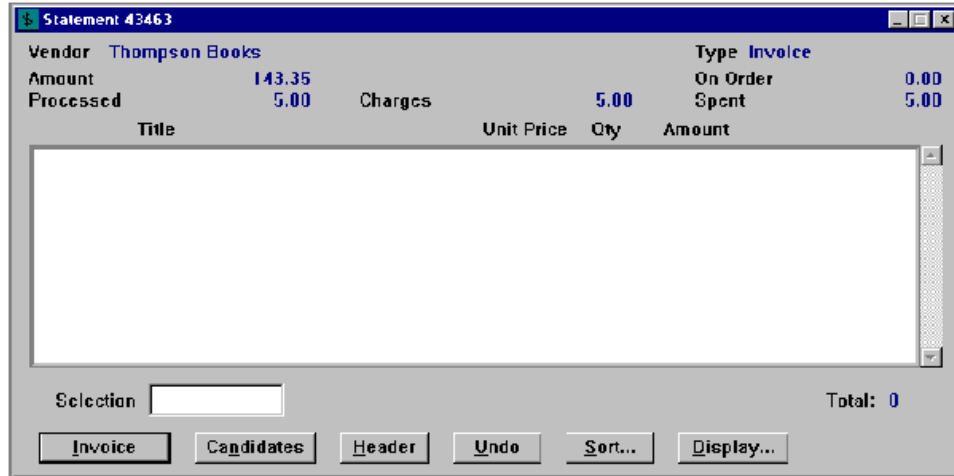 $ Statement 43463
Vendor Thompson Books Type Invoice
Amount 143.35 On Order 0.00
Processed 5.00 Charges 5.00 Spent 5.00
Title Unit Price Qty Amount
Selection Total: 0
Invoice Candidates Header Undo Sort... Display...